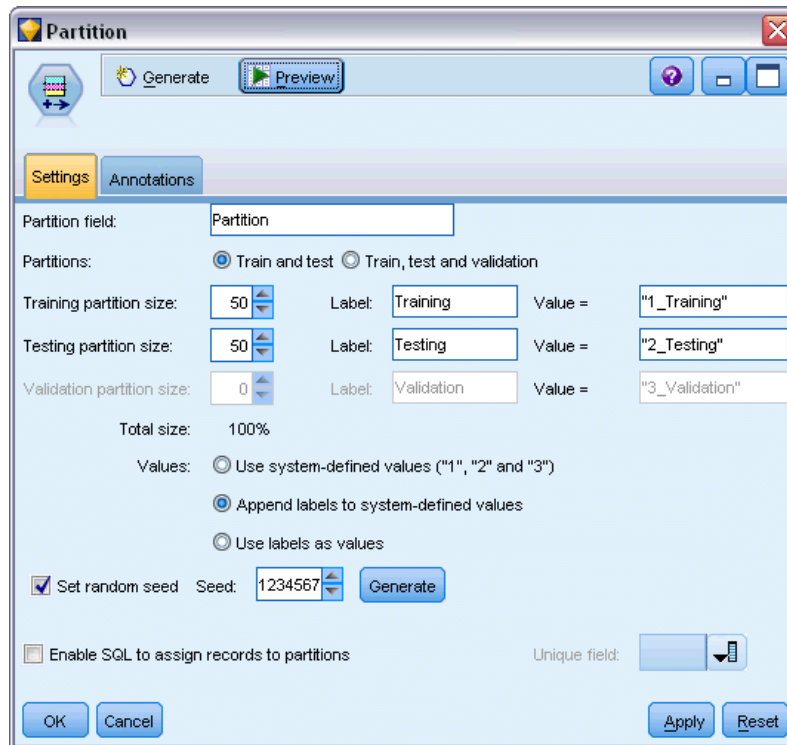 Partition
Generate
Preview
Settings
Annotations
Partition field: Partition
Partitions: Train and test Train, test and validation
Training partition size: 50 Label: Training Value = "1_Training"
Testing partition size: 50 Label: Testing Value = "2_Testing"
Validation partition size: 0 Label: Validation Value = "3_Validation"
Total size: 100%
Values: Use system-defined values ("1", "2" and "3")
Append labels to system-defined values
Use labels as values
Set random seed Seed: 1234567 Generate
Enable SQL to assign records to partitions Unique field:
OK Cancel Apply Reset